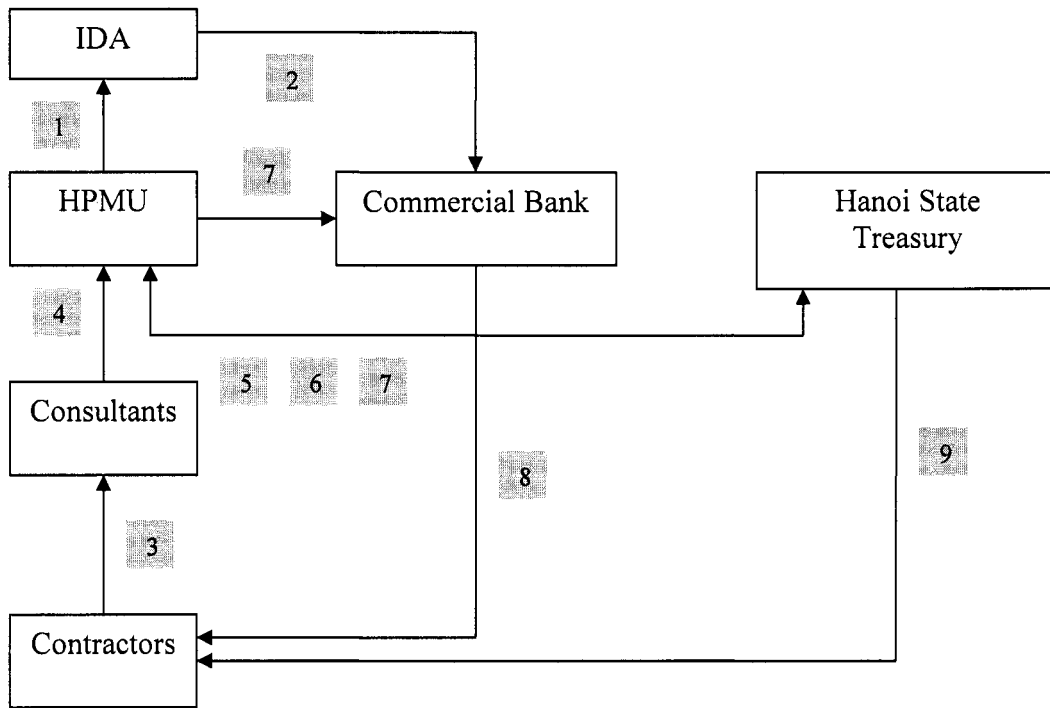 IDA
2
1
HPMU
7
Commercial Bank
Hanoi State
Treasury
4
5 6 7
Consultants
9
8
3
Contractors